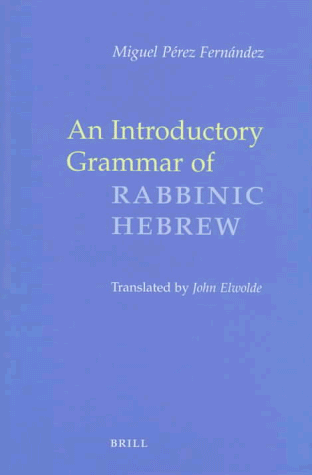 Miguel Pérez Fernández
An Introductory
Grammar of
RABBINIC
HEBREW
Translated by John Elwolde
BRILL